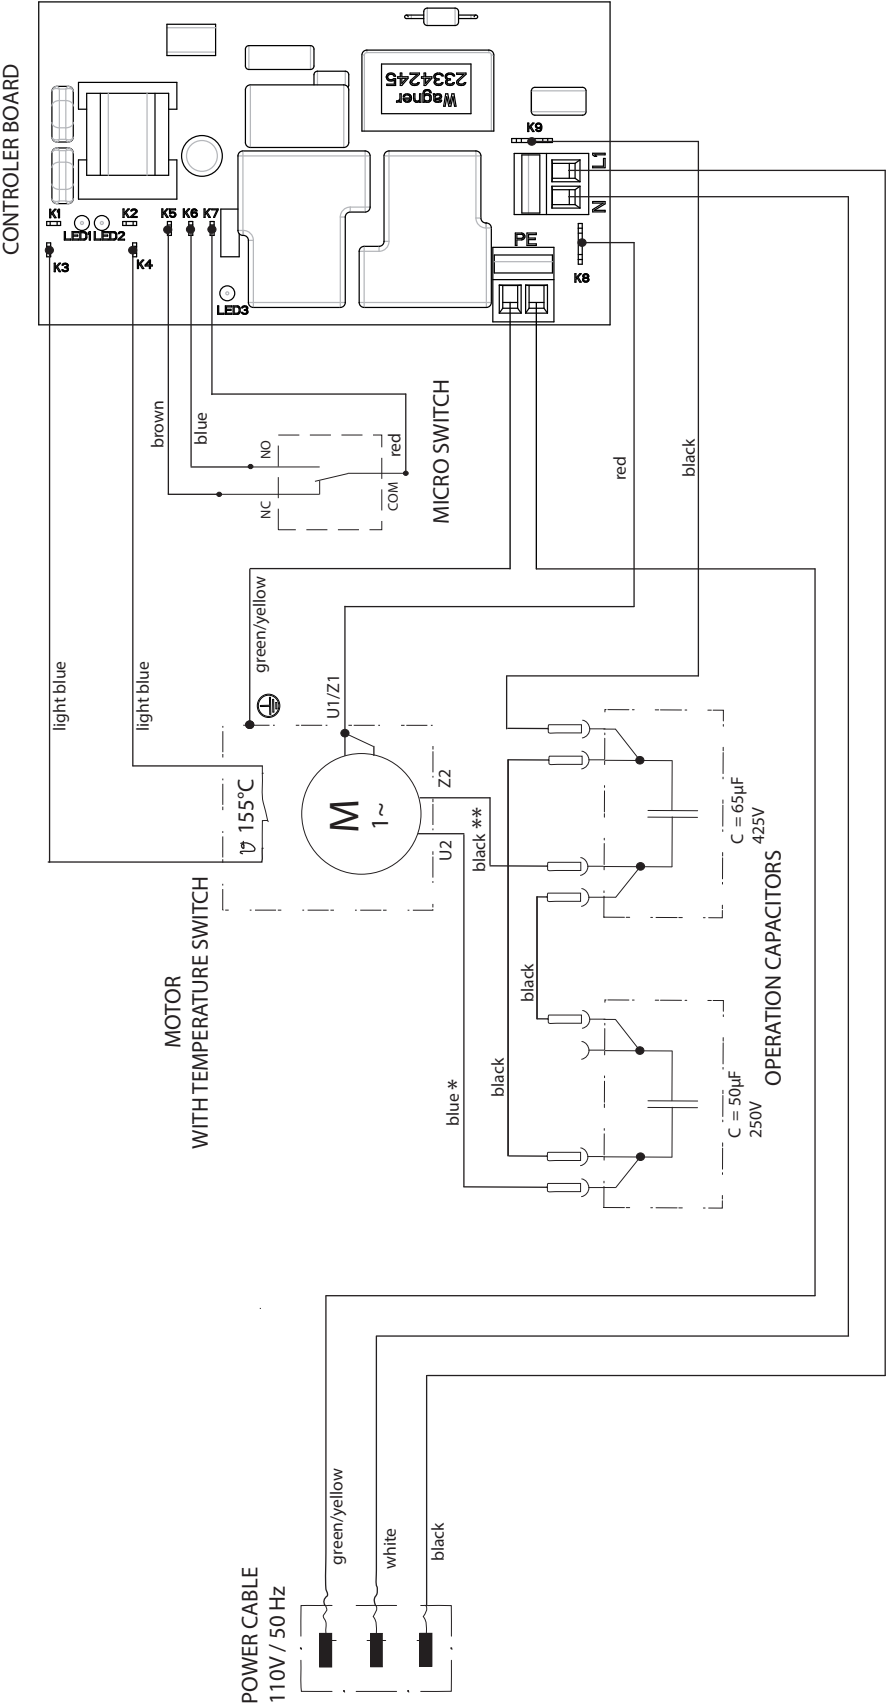 CONTROLER BOARD
Wagner
2334245
K9
L1
N
K1
K2
K5 K6 K7
LED1 LED2
K3
K4
PE
K8
LED3
brown
blue
NO
NC
red
COM
MICRO SWITCH
red
black
light blue
light blue
green/yellow
U1/Z1
ϑ 155°C
M
1~
Z2
U2
black **
MOTOR
WITH TEMPERATURE SWITCH
C = 65µF
425V
black
black
blue *
C = 50µF
250V
OPERATION CAPACITORS
POWER CABLE
110V / 50 Hz
green/yellow
white
black